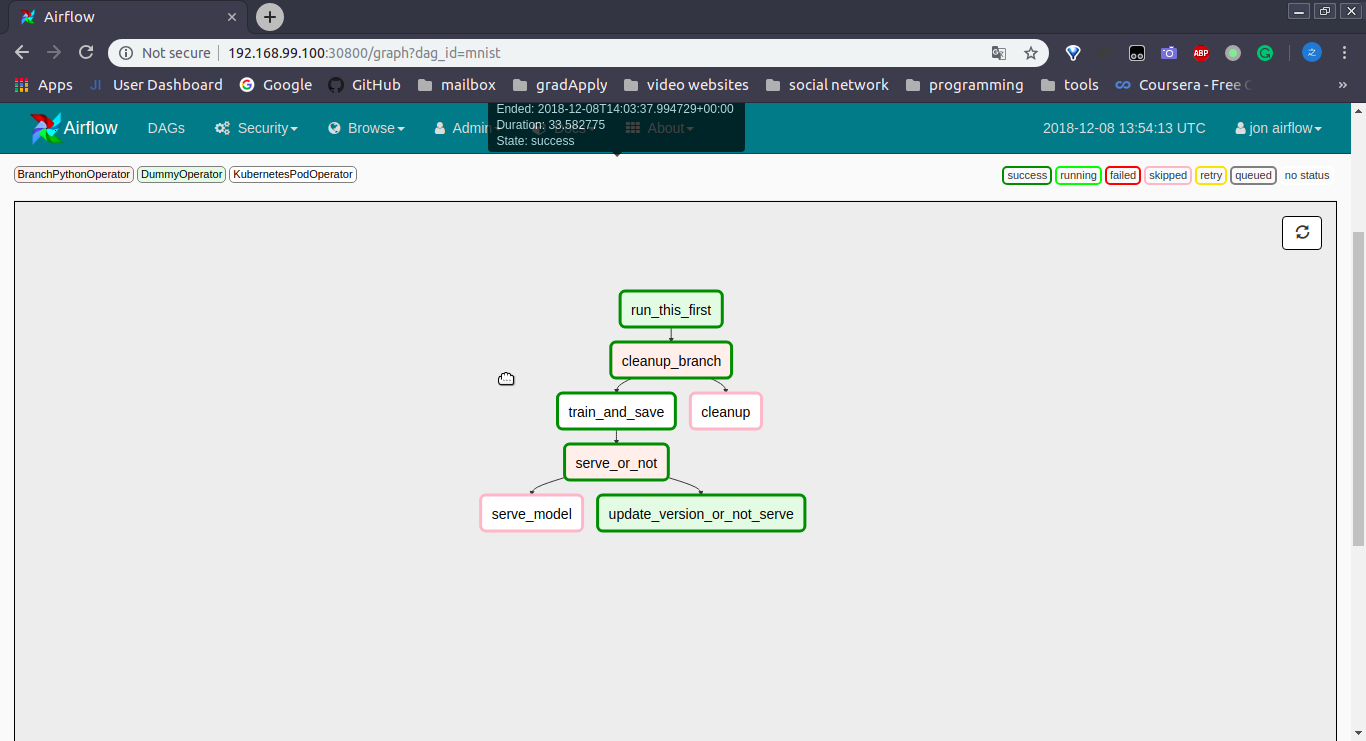 Airflow
Not secure 192.168.99.100:30800/graph?dag_id=mnist
Apps JI User Dashboard Google GitHub mailbox gradApply video websites social network programming tools Coursera - Free C »
Ended: 2018-12-08T14:03:37.994729+00:00
Duration: 33.582775
State: success
Airflow DAGs Security Browse Admin About 2018-12-08 13:54:13 UTC jon airflow
BranchPythonOperator DummyOperator KubernetesPodOperator success running failed skipped retry queued no status
run_this_first
cleanup_branch
train_and_save cleanup
serve_or_not
serve_model update_version_or_not_serve